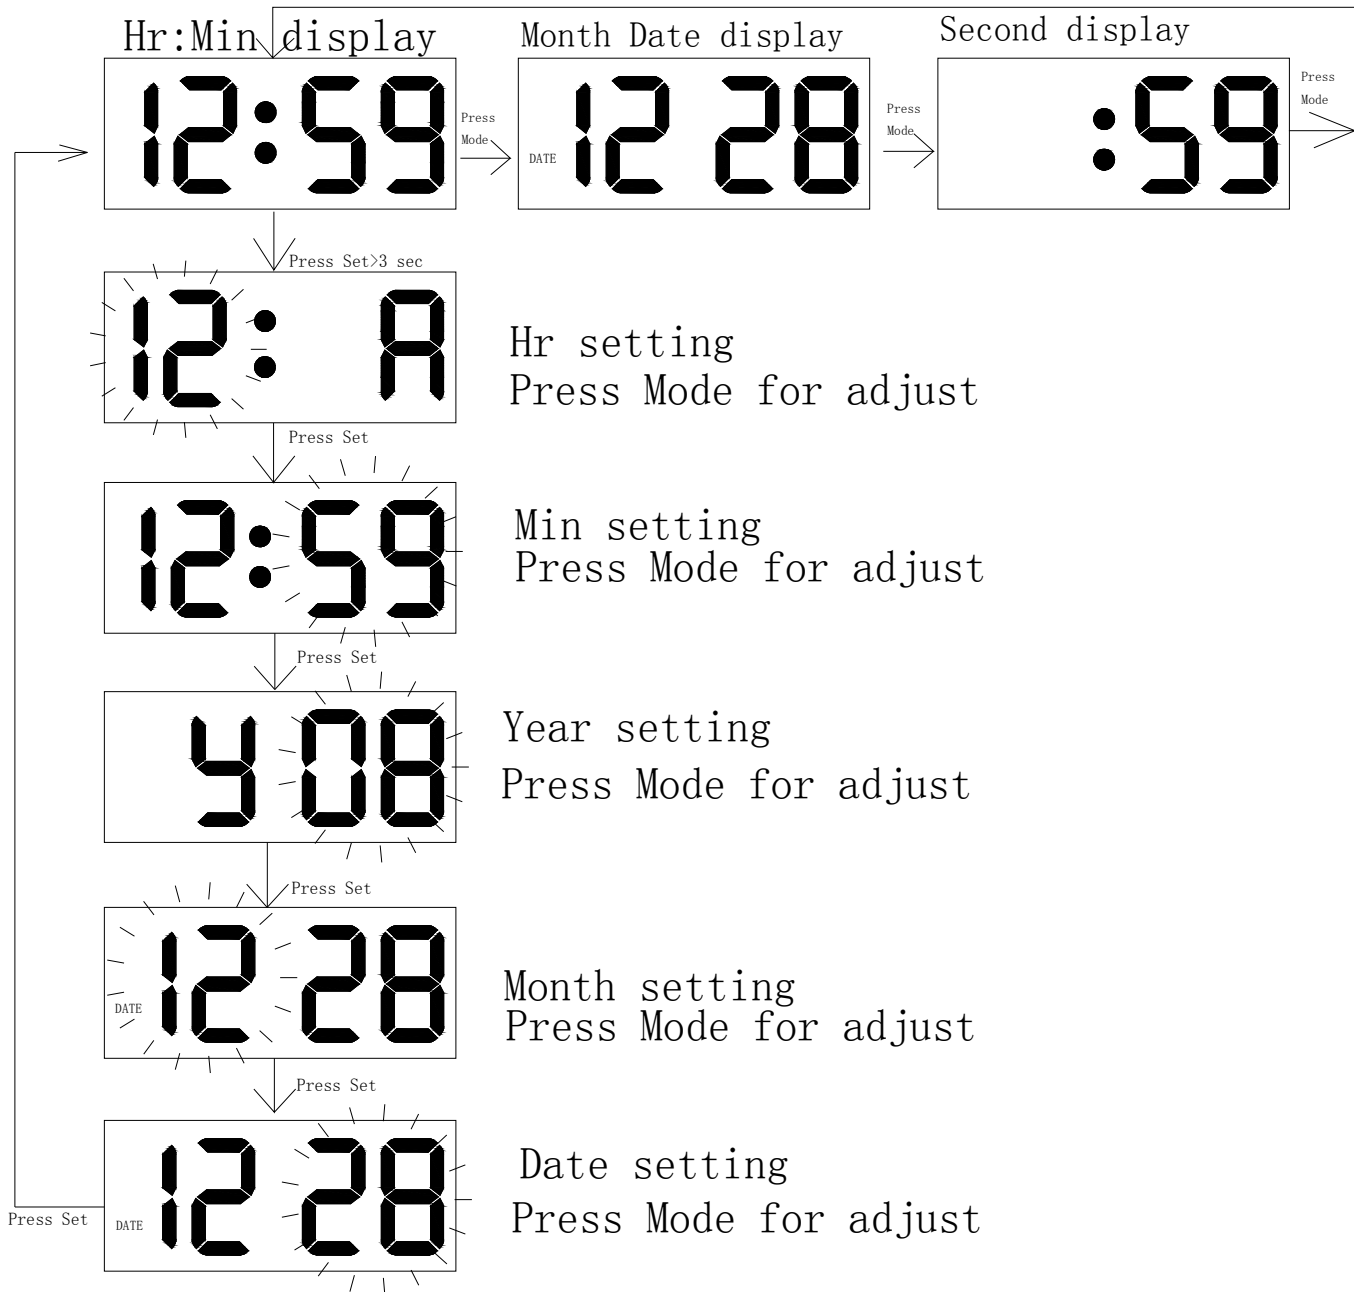 Hr:Min display
Month Date display
Second display
12:59
Press
Mode
DATE
12 28
Press
Mode
:59
Press
Mode
Press Set>3 sec
12: A
Hr setting
Press Mode for adjust
Press Set
12:59
Min setting
Press Mode for adjust
Press Set
y 08
Year setting
Press Mode for adjust
Press Set
DATE
12 28
Month setting
Press Mode for adjust
Press Set
DATE
12 28
Date setting
Press Mode for adjust
Press Set